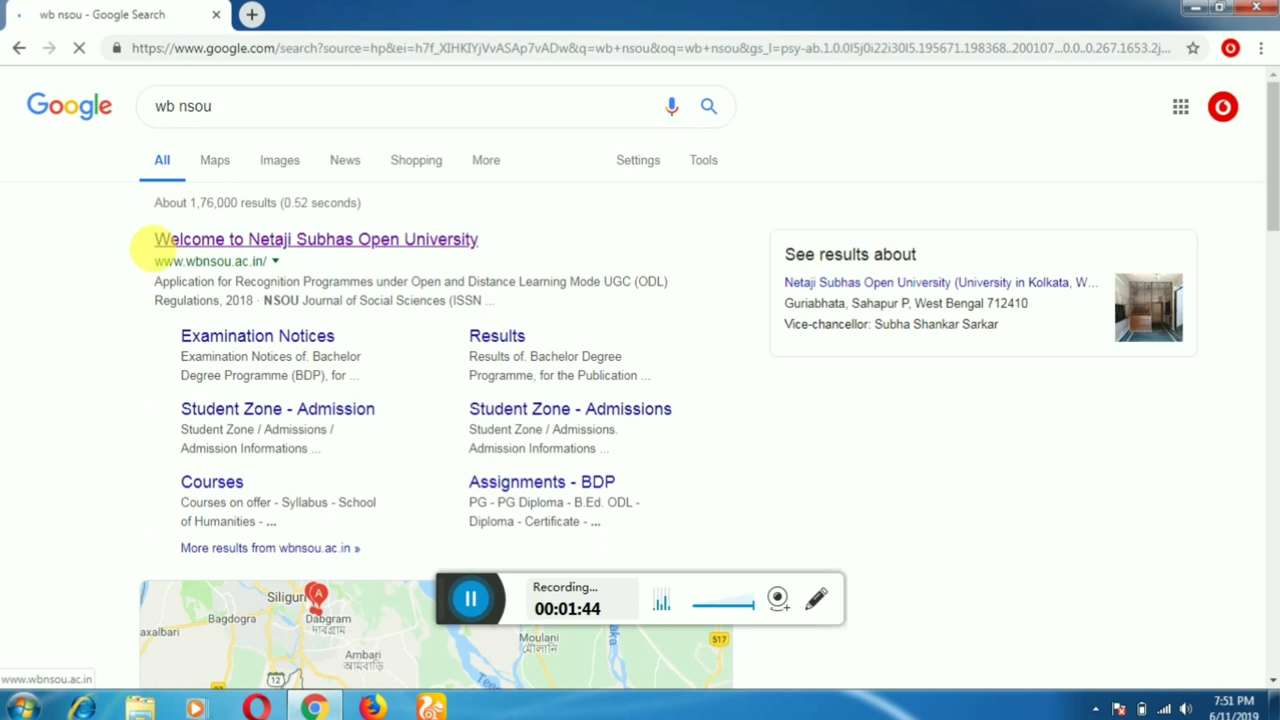 wb nsou - Google Search
https://www.google.com/search?source=hp&ei=h7f_XIHKIYjVvASAp7vADw&q=wb+nsou&oq=wb+nsou&gs_l=psy-ab.1.0.0l5j0i22i30l5.195671.198368..200107...0.0..0.267.1653.2j...
Google
wb nsou
All Maps Images News Shopping More Settings Tools
About 1,76,000 results (0.52 seconds)
Welcome to Netaji Subhas Open University
www.wbnsou.ac.in/
Application for Recognition Programmes under Open and Distance Learning Mode UGC (ODL)
Regulations, 2018 · NSOU Journal of Social Sciences (ISSN ...
Examination Notices
Examination Notices of. Bachelor
Degree Programme (BDP), for ...
Results
Results of. Bachelor Degree
Programme, for the Publication ...
Student Zone - Admission
Student Zone / Admissions /
Admission Informations ...
Student Zone - Admissions
Student Zone / Admissions.
Admission Informations ...
Courses
Courses on offer - Syllabus - School
of Humanities - ...
Assignments - BDP
PG - PG Diploma - B.Ed. ODL -
Diploma - Certificate - ...
More results from wbnsou.ac.in »
See results about
Netaji Subhas Open University (University in Kolkata, W...
Guriabhata, Sahapur P, West Bengal 712410
Vice-chancellor: Subha Shankar Sarkar
Recording...
00:01:44
Siligur
A
Bagdogra
Dabgram
দাবগ্রাম
axalbari
Ambari
আমবাড়ি
Moulani
মৌলানী
517
12
www.wbnsou.ac.in
7:51 PM
6/11/2019